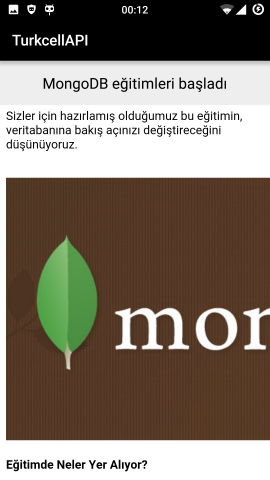 00:12
TurkcellAPI
MongoDB eğitimleri başladı
Sizler için hazırlamış olduğumuz bu eğitimin,
veritabanına bakış açınızı değiştireceğini
düşünüyoruz.
mon
Eğitimde Neler Yer Alıyor?